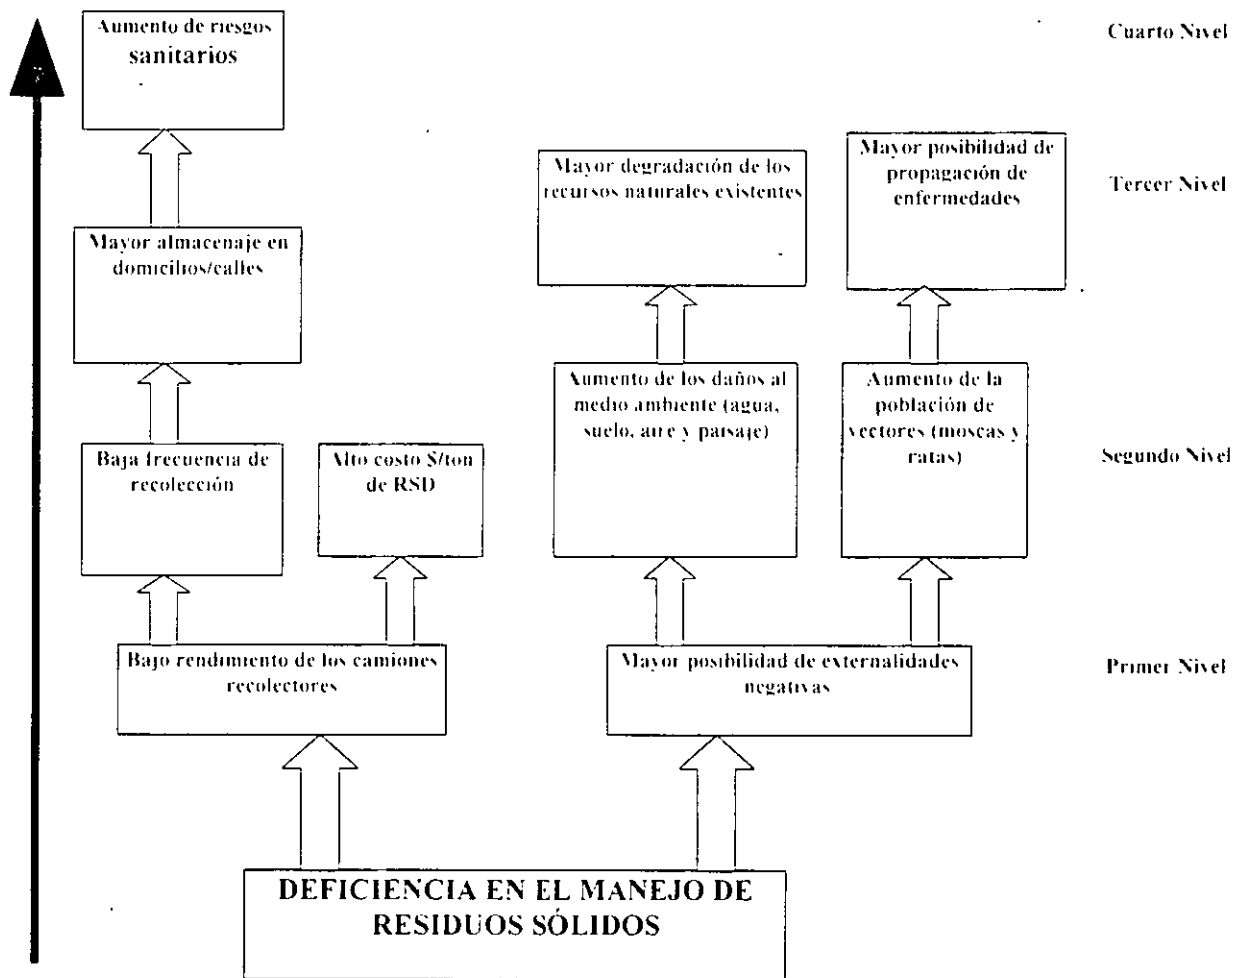 Aumento de riesgos
sanitarios
Cuarto Nivel
Mayor degradación de los
recursos naturales existentes
Mayor posibilidad de
propagación de
enfermedades
Tercer Nivel
Mayor almacenaje en
domicilios/calles
Baja frecuencia de
recolección
Alto costo $/ton
de RSD
Aumento de los daños al
medio ambiente (agua,
suelo, aire y paisaje)
Aumento de la
población de
vectores (moscas y
ratas)
Segundo Nivel
Bajo rendimiento de los camiones
recolectores
Mayor posibilidad de externalidades
negativas
Primer Nivel
DEFICIENCIA EN EL MANEJO DE
RESIDUOS SÓLIDOS